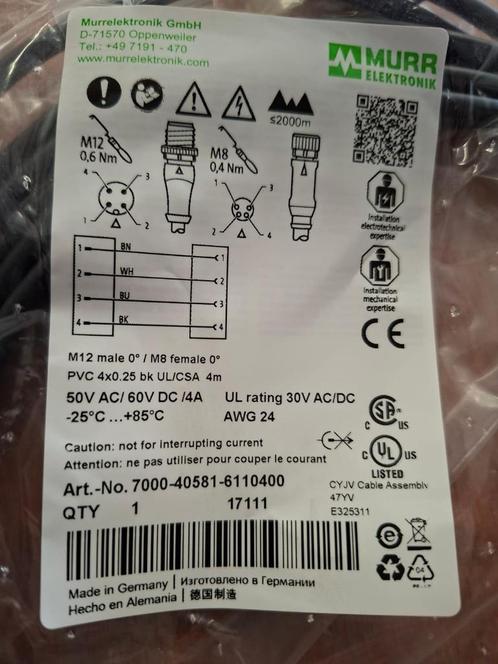 Murrelektronik GmbH
D-71570 Oppenweiler
Tel.: +49 7191 - 470
www.murrelektronik.com
MURR
ELEKTRONIK
≤2000m
M12
0,6 Nm
M8
0,4 Nm
4 3
1 2
1 3
2 4
1 BN 1
2 WH 2
3 BU 3
4 BK 4
Installation
electrotechnical
expertise
Installation
mechanical
expertise
CE
M12 male 0° / M8 female 0°
PVC 4x0.25 bk UL/CSA 4m
50V AC/ 60V DC /4A UL rating 30V AC/DC
-25°C ...+85°C AWG 24
Caution: not for interrupting current
Attention: ne pas utiliser pour couper le courant
C SA US
C UL US
LISTED
Art.-No. 7000-40581-6110400
QTY 1 17111
CYJV Cable Assembly
47YV
E325311
Made in Germany | Изготовлено в Германии
Hecho en Alemania | 德国制造
e
04